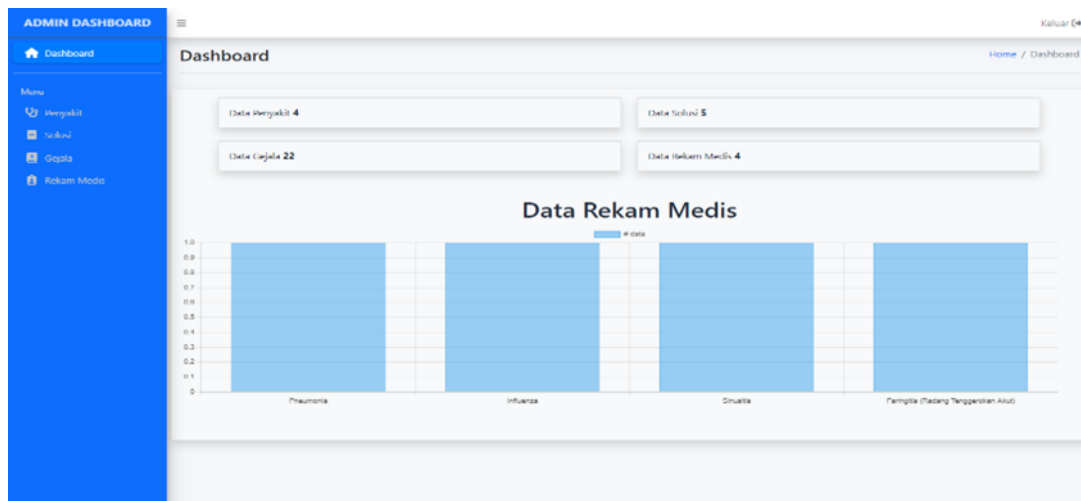 ADMIN DASHBOARD
Keluar
Dashboard
Dashboard
Home / Dashboard
Menu
Penyakit
Solusi
Gejala
Rekam Medis
Data Penyakit 4
Data Solusi 5
Data Gejala 22
Data Rekam Medis 4
Data Rekam Medis
# data
1.0
0.9
0.8
0.7
0.6
0.5
0.4
0.3
0.2
0.1
0
Pneumonia
Influenza
Sinusitis
Faringitis (Radang Tenggorokan Akut)